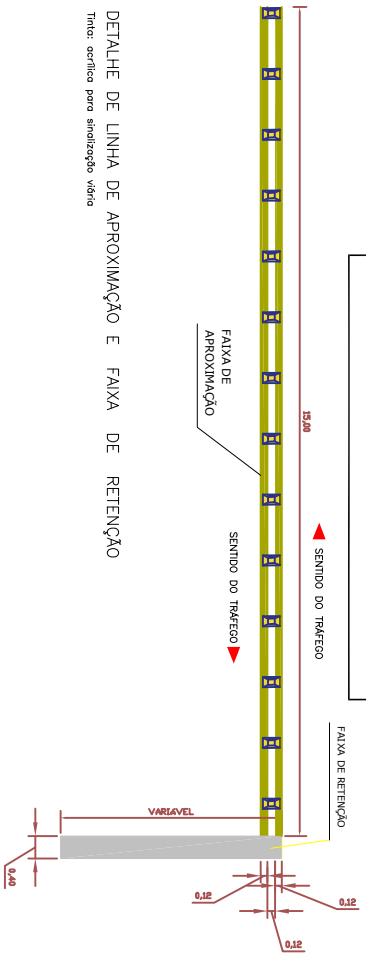 DETALHE DE LINHA DE APROXIMAÇÃO E FAIXA DE RETENÇÃO
Tinta: acrílica para sinalização viária
15,00
FAIXA DE
APROXIMAÇÃO
SENTIDO DO TRÁFEGO
SENTIDO DO TRÁFEGO
FAIXA DE RETENÇÃO
VARIÁVEL
0,40
0,12
0,12
0,12